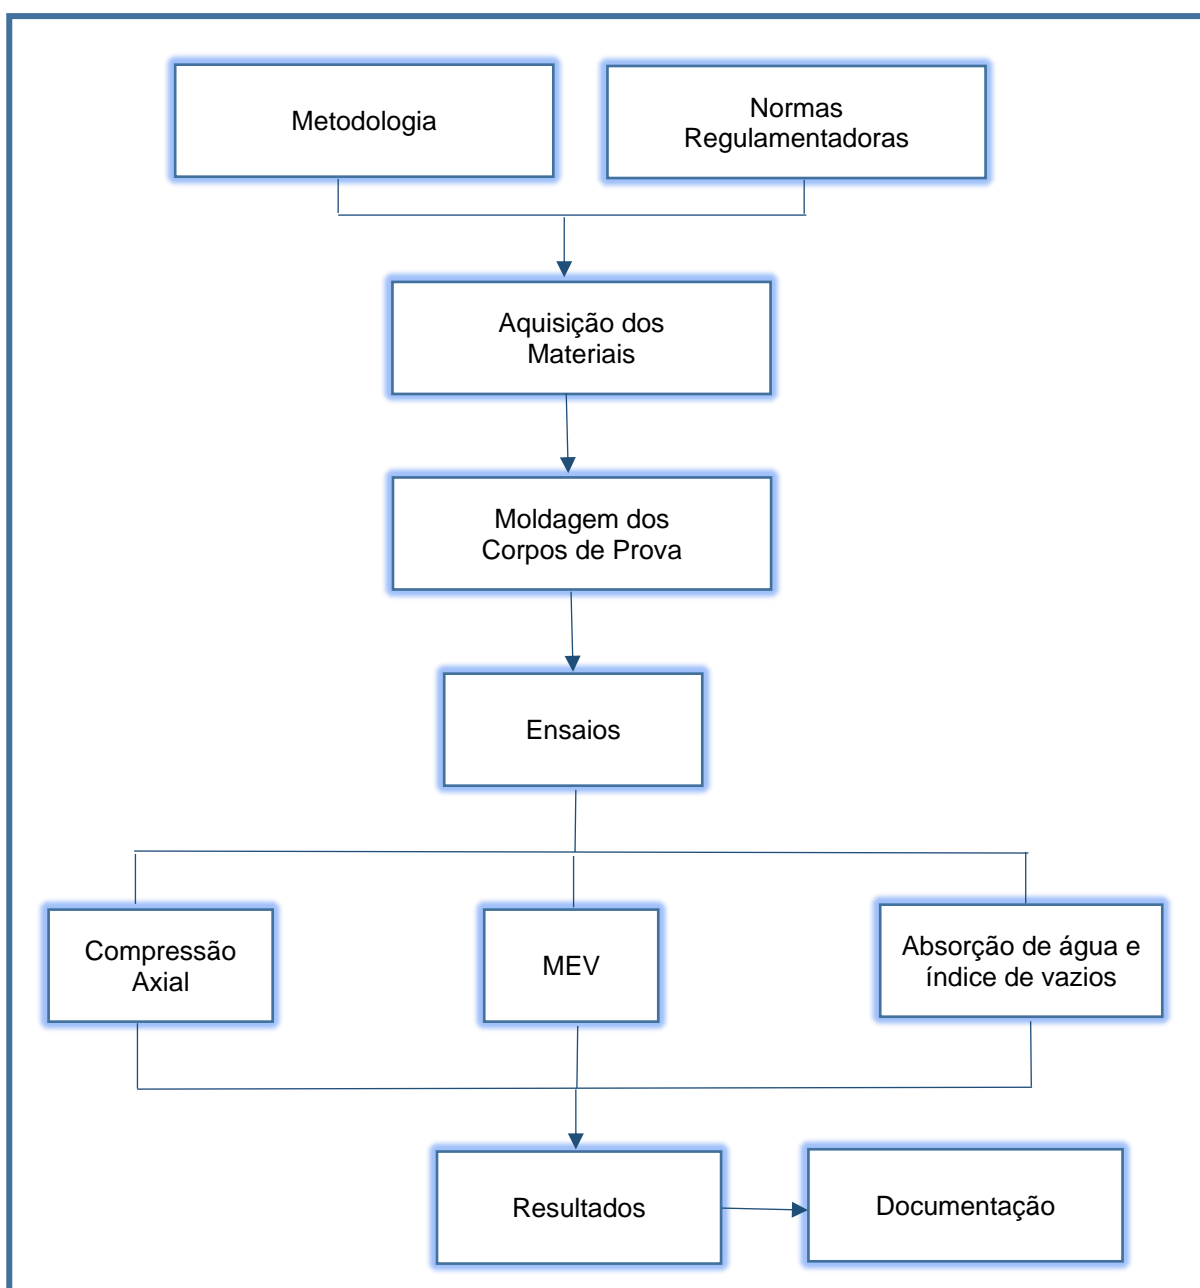 Metodologia
Normas
Regulamentadoras
Aquisição dos
Materiais
Moldagem dos
Corpos de Prova
Ensaios
Compressão
Axial
MEV
Absorção de água e
índice de vazios
Resultados
Documentação